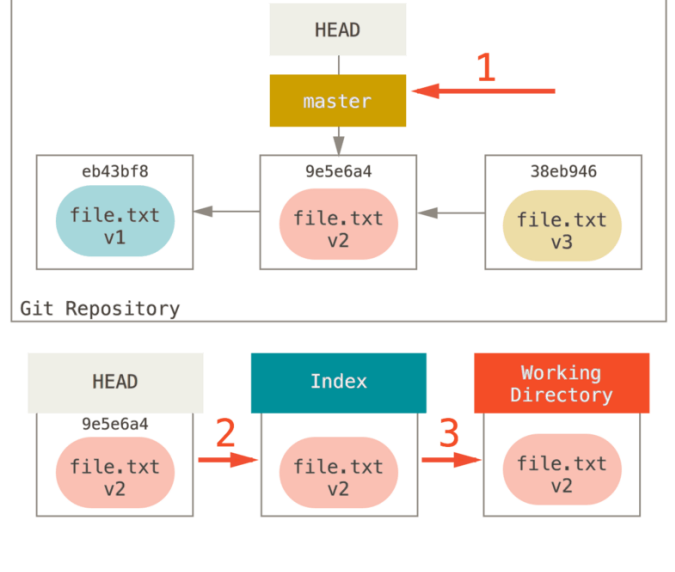 HEAD
1
master
eb43bf8
9e5e6a4
38eb946
file.txt
v1
file.txt
v2
file.txt
v3
Git Repository
HEAD
Index
Working
Directory
9e5e6a4
2
3
file.txt
v2
file.txt
v2
file.txt
v2